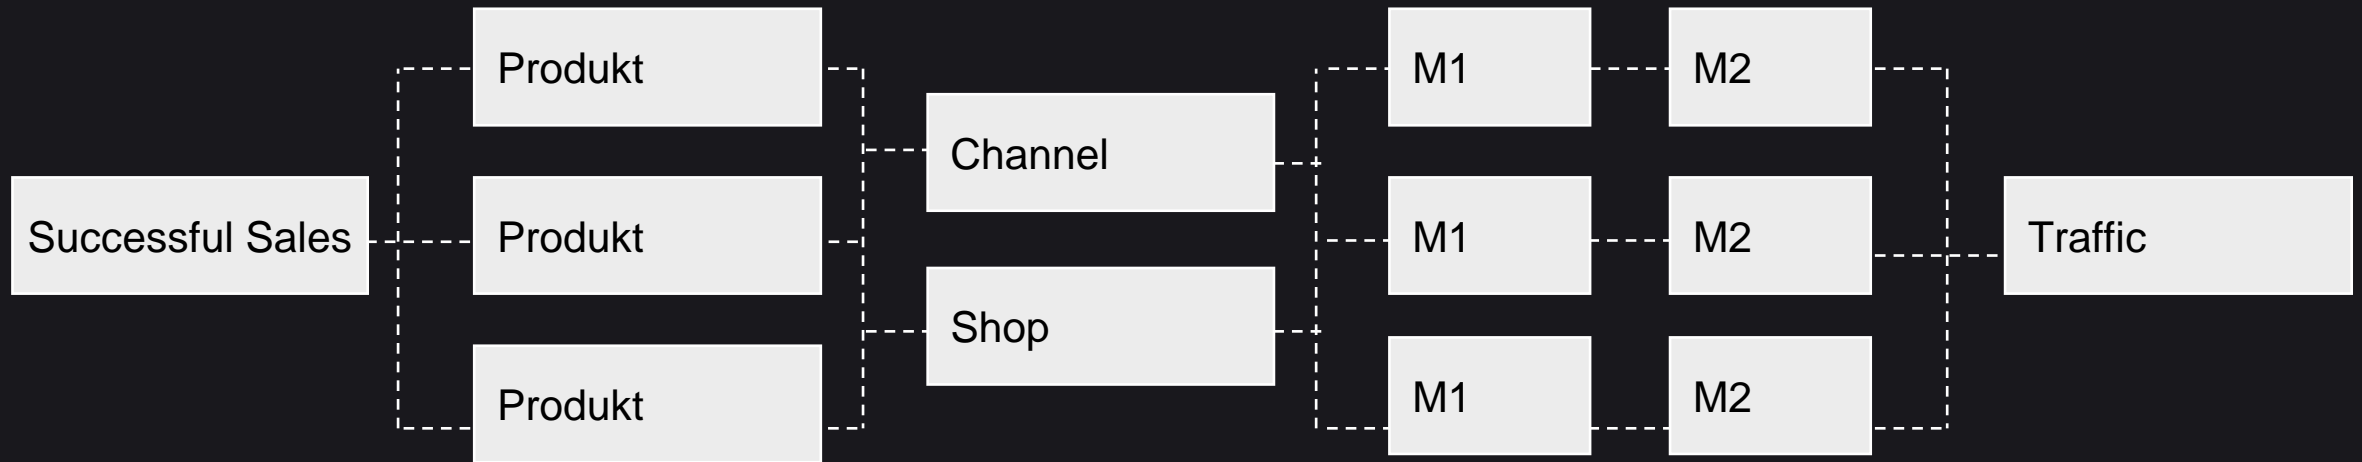 Successful Sales
Produkt
Produkt
Produkt
Channel
Shop
M1
M2
M1
M2
M1
M2
Traffic